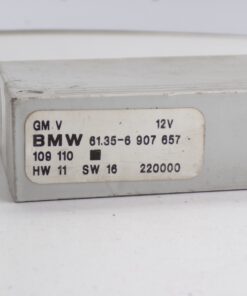 GM V 12V
BMW 61.35-6 907 657
109 110
HW 11 SW 16 220000